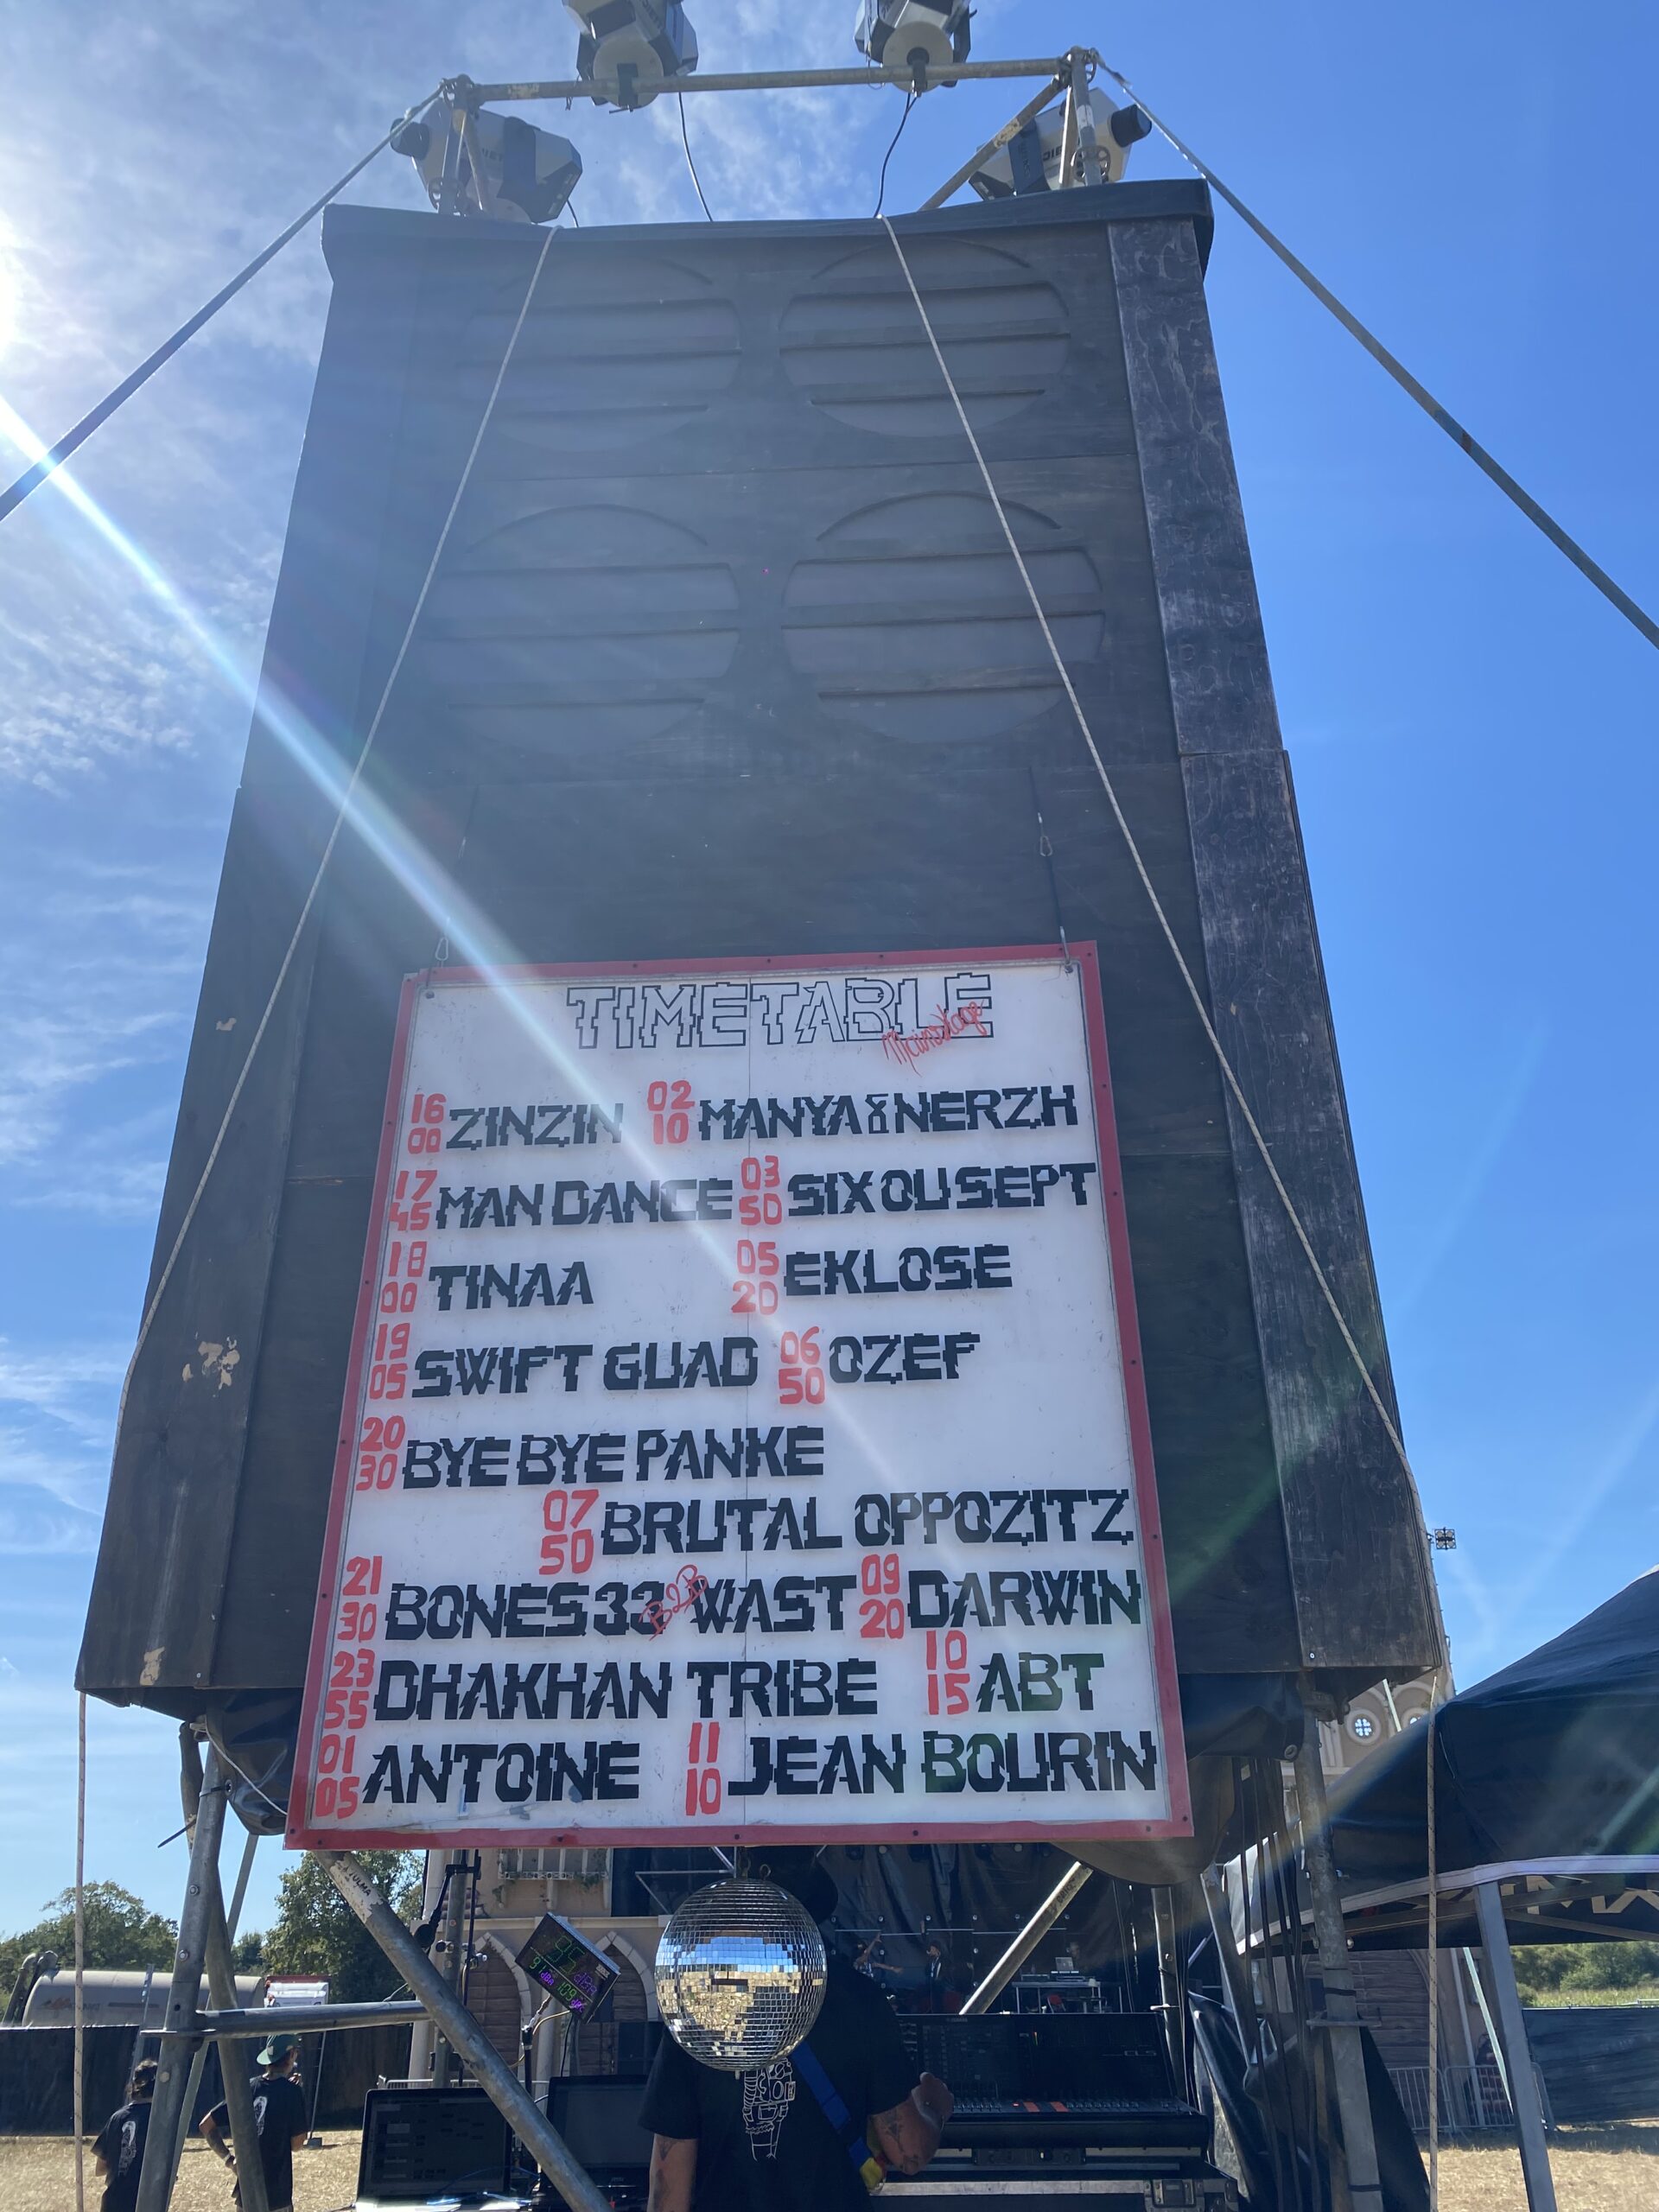 TIMETABLE
Mainstage
16 00 ZINZIN 02 10 MANYA & NERZH
17 45 MAN DANCE 03 50 SIX OU SEPT
18 00 TINAA 05 20 EKLOSE
19 05 SWIFT GUAD 06 50 OZEF
20 30 BYE BYE PANKE
07 50 BRUTAL OPPOZITZ
21 30 BONES33 B2B WAST 09 20 DARWIN
23 55 DHAKHAN TRIBE 10 15 ABT
01 05 ANTOINE 11 10 JEAN BOURIN